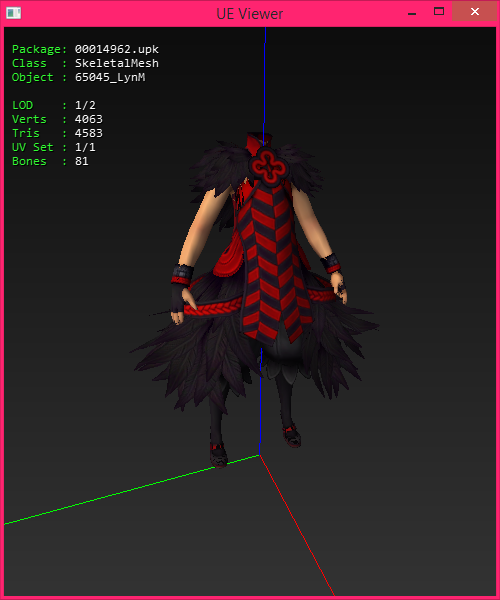 UE Viewer
Package: 00014962.upk
Class : SkeletalMesh
Object : 65045_LynM
LOD : 1/2
Verts : 4063
Tris : 4583
UV Set : 1/1
Bones : 81